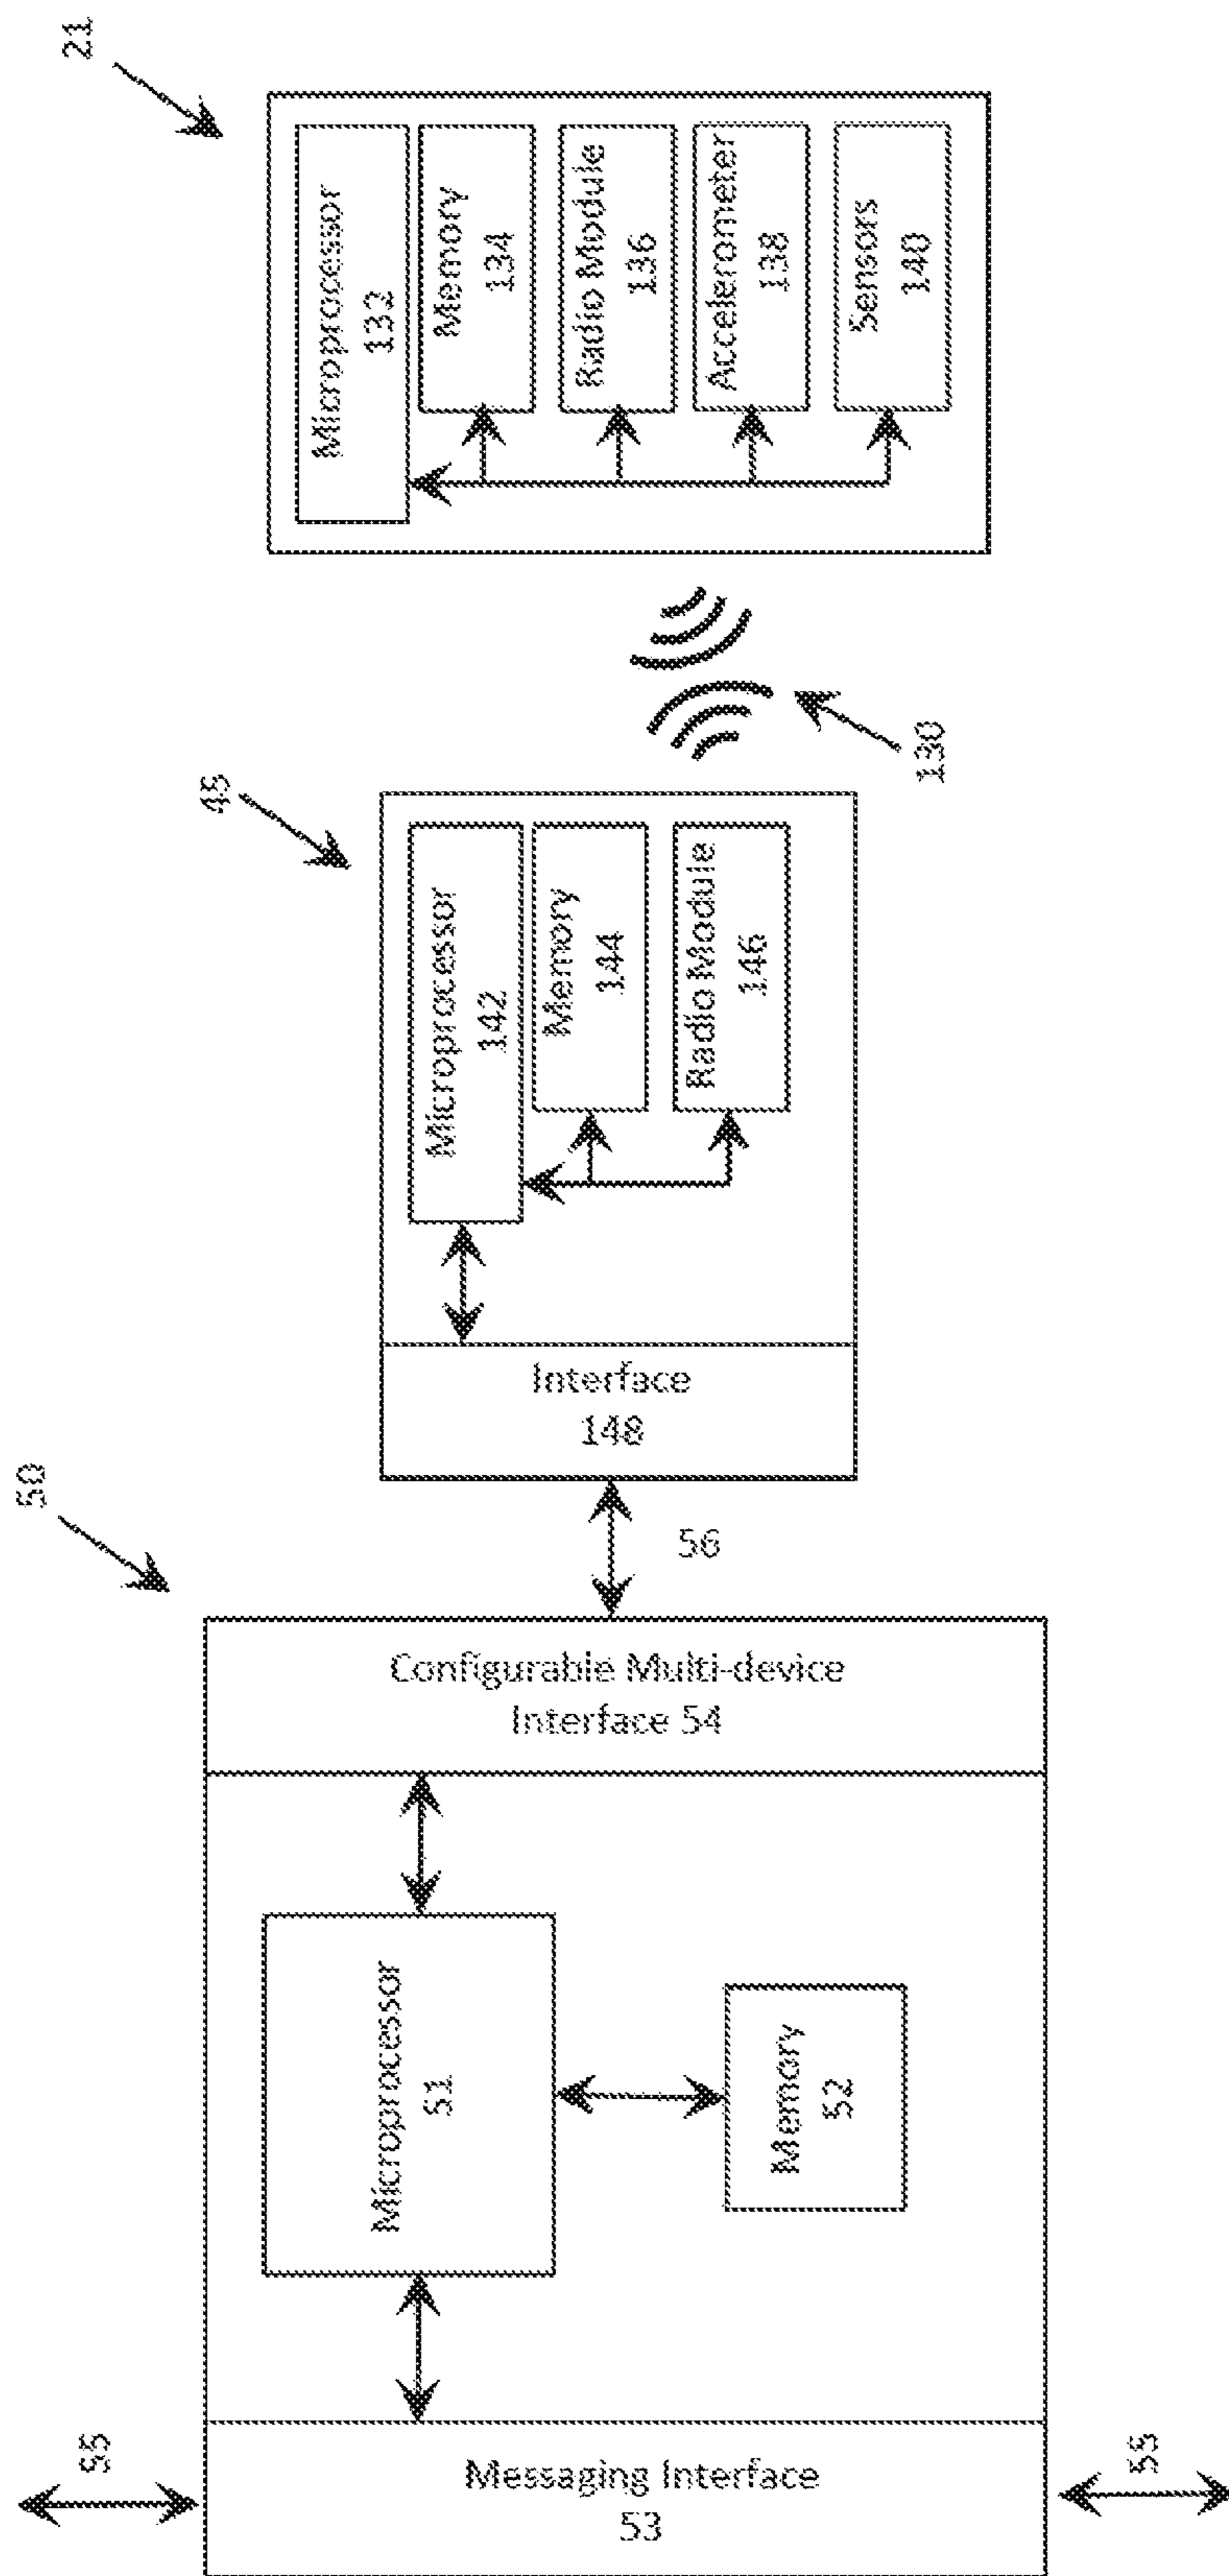 21
Microprocessor
132
Memory
134
Radio Module
136
Accelerometer
138
Sensors
140
130
45
Microprocessor
142
Memory
144
Radio Module
146
Interface
148
50
56
Configurable Multi-device
Interface 54
Microprocessor
51
Memory
52
55
55
Messaging Interface
53